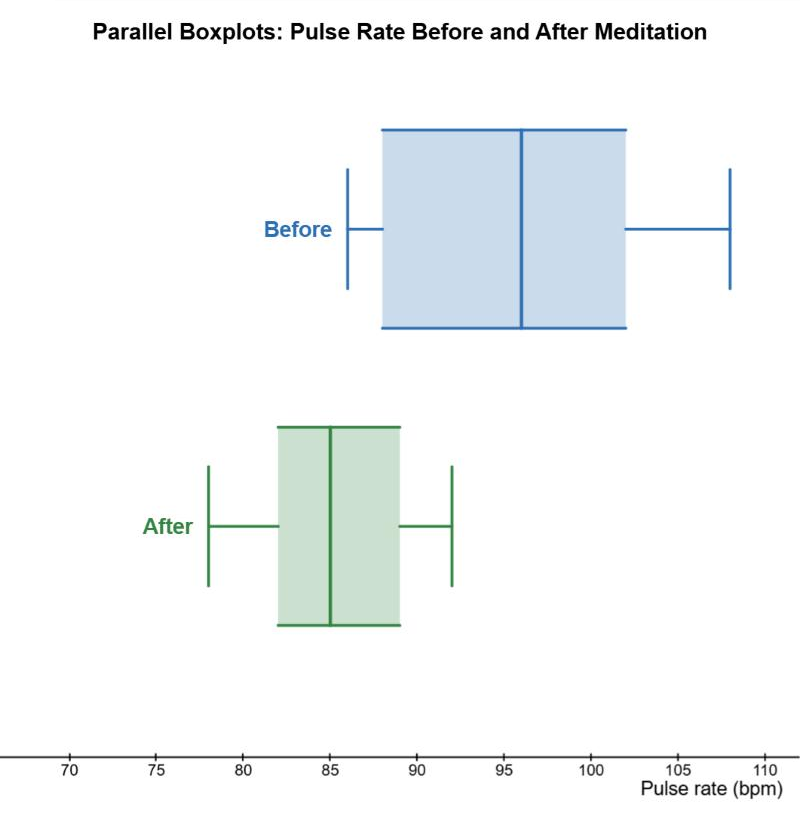 Parallel Boxplots: Pulse Rate Before and After Meditation
Before
After
70 75 80 85 90 95 100 105 110
Pulse rate (bpm)